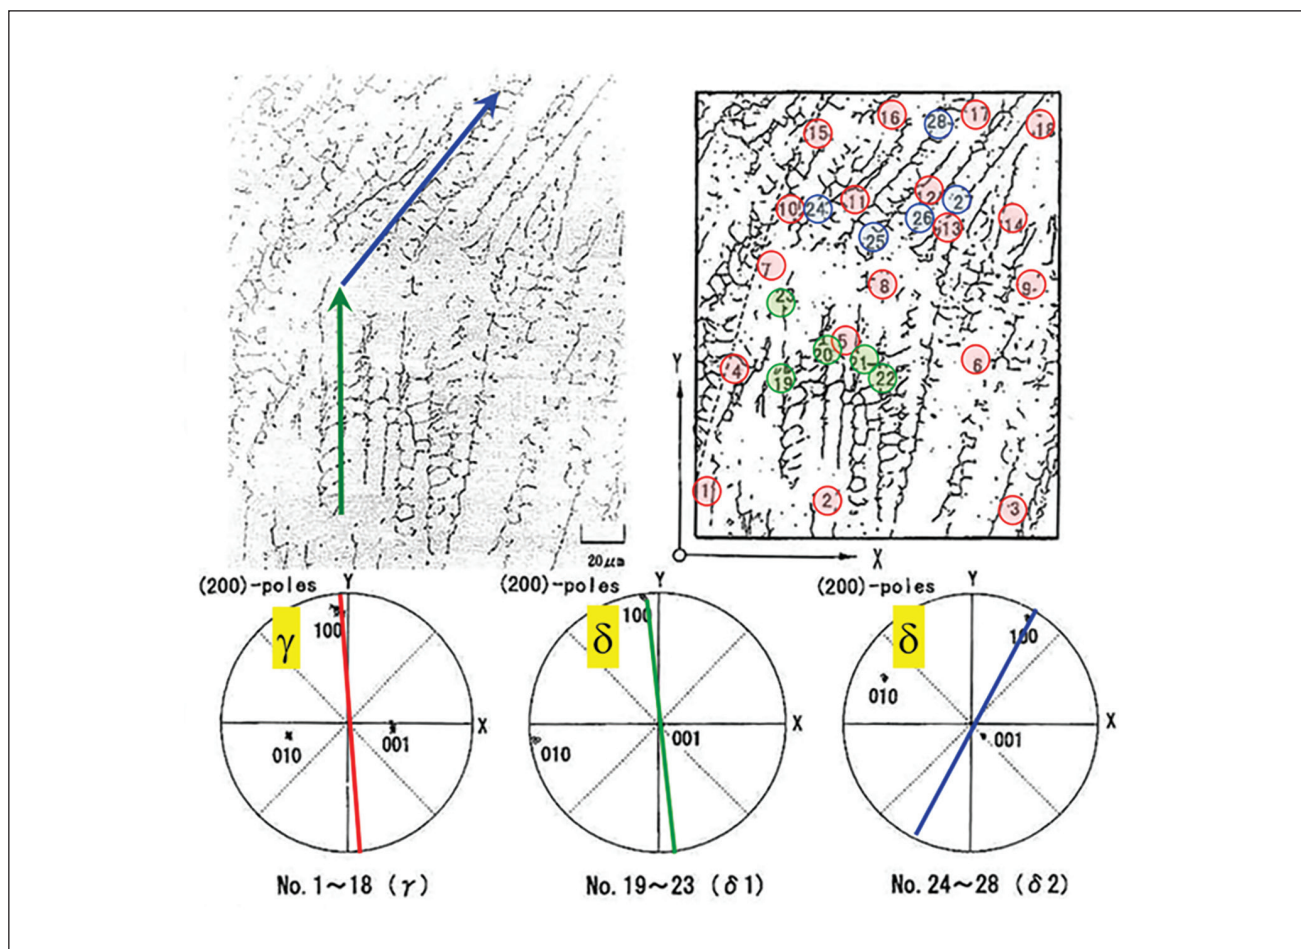 16
28
17
15
18
12
27
10
24
11
26
13
14
25
7
8
9
23
5
20
21
6
4
19
22
1
2
3
Y
X
20μm
(200)-poles
Y
γ
100
X
010
001
No.1~18 (γ)
(200)-poles
Y
δ
100
X
010
001
No.19~23 (δ1)
(200)-poles
Y
δ
100
X
010
001
No.24~28 (δ2)